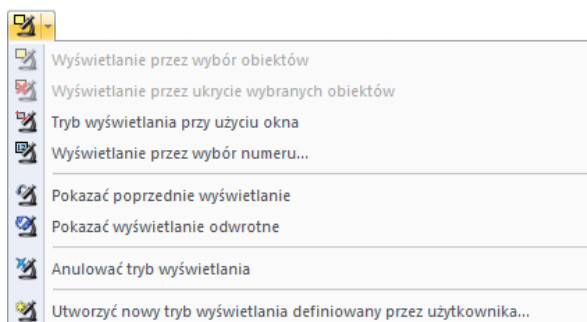 Wyświetlanie przez wybór obiektów
Wyświetlanie przez ukrycie wybranych obiektów
Tryb wyświetlania przy użyciu okna
Wyświetlanie przez wybór numeru...
Pokazać poprzednie wyświetlanie
Pokazać wyświetlanie odwrotne
Anulować tryb wyświetlania
Utworzyć nowy tryb wyświetlania definiowany przez użytkownika...